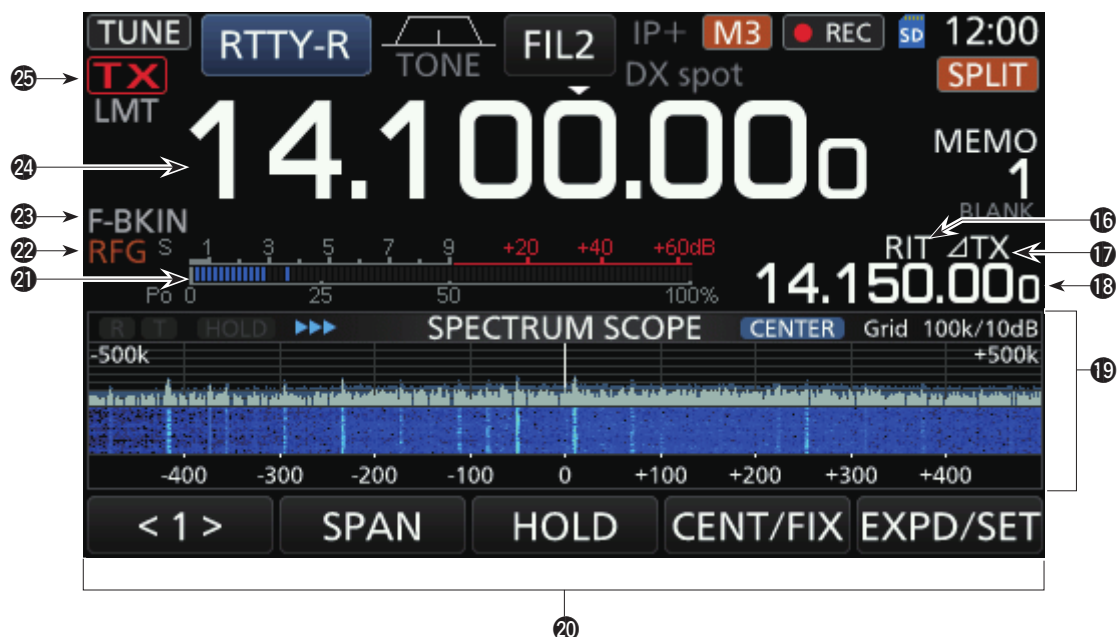 TUNE RTTY-R TONE FIL2 IP+ M3 REC SD 12:00
㉕ TX DX spot SPLIT
LMT
㉔ 14.100.000 MEMO
1
㉓ F-BKIN BLANK ⑯
㉒ RFG S 1 3 5 7 9 +20 +40 +60dB RIT ⊿TX ⑰
㉑ 14.150.000 ⑱
Po 0 25 50 100%
R T HOLD SPECTRUM SCOPE CENTER Grid 100k/10dB
-500k +500k
⑲
-400 -300 -200 -100 0 +100 +200 +300 +400
< 1 > SPAN HOLD CENT/FIX EXPD/SET
⑳